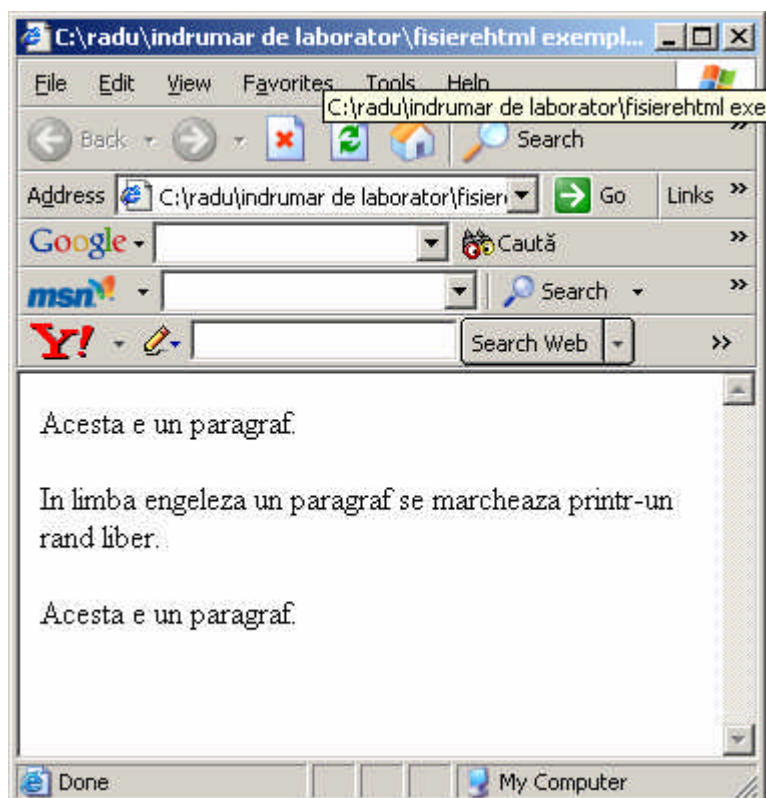 C:\radu\indrumar de laborator\fisierehtml exempl...
File Edit View Favorites Tools Help
C:\radu\indrumar de laborator\fisierehtml exe
Back Search
Address C:\radu\indrumar de laborator\fisier Go Links
Google Caută
msn Search
Y! Search Web
Acesta e un paragraf.
In limba engeleza un paragraf se marcheaza printr-un
rand liber.
Acesta e un paragraf.
Done My Computer